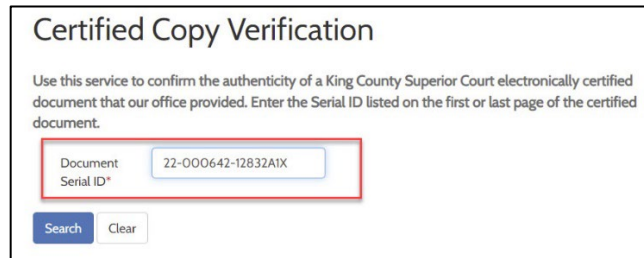 Certified Copy Verification
Use this service to confirm the authenticity of a King County Superior Court electronically certified
document that our office provided. Enter the Serial ID listed on the first or last page of the certified
document.
Document 22-000642-12832A1X
Serial ID*
Search Clear